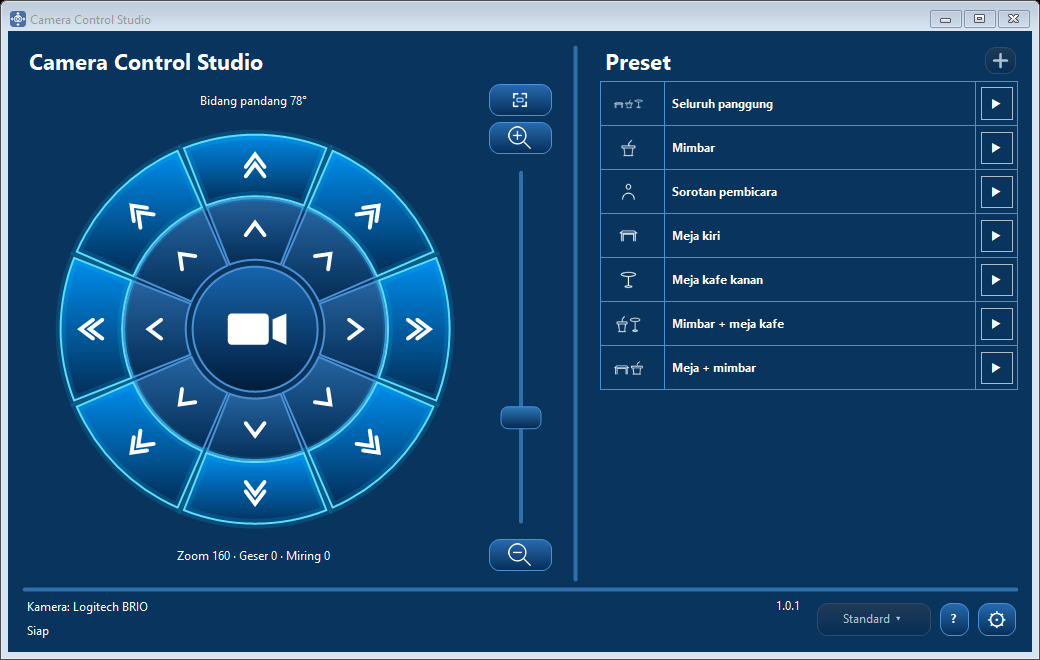 Camera Control Studio
Camera Control Studio
Bidang pandang 78°
Zoom 160 · Geser 0 · Miring 0
Preset
Seluruh panggung
Mimbar
Sorotan pembicara
Meja kiri
Meja kafe kanan
Mimbar + meja kafe
Meja + mimbar
Kamera: Logitech BRIO
Siap
1.0.1
Standard
?